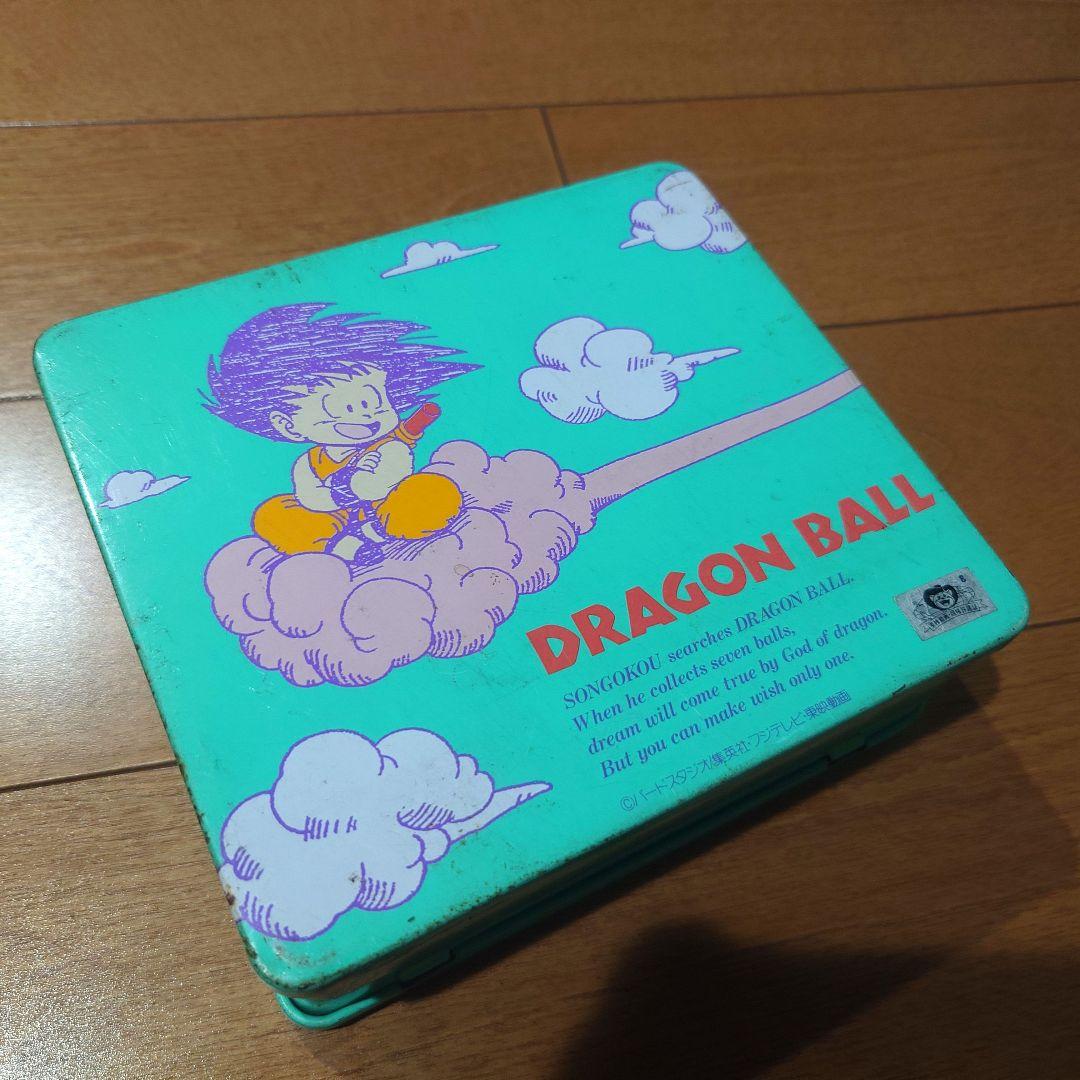 DRAGON BALL
SONGOKOU searches DRAGON BALL.
When he collects seven balls,
dream will come true by God of dragon.
But you can make wish only one.
©バードスタジオ/集英社・フジテレビ・東映動画